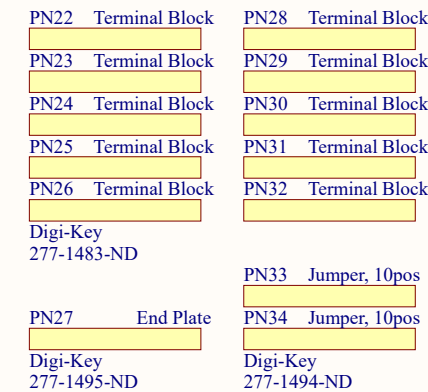 PN22 Terminal Block
PN23 Terminal Block
PN24 Terminal Block
PN25 Terminal Block
PN26 Terminal Block
Digi-Key
277-1483-ND
PN27 End Plate
Digi-Key
277-1495-ND
PN28 Terminal Block
PN29 Terminal Block
PN30 Terminal Block
PN31 Terminal Block
PN32 Terminal Block
PN33 Jumper, 10pos
PN34 Jumper, 10pos
Digi-Key
277-1494-ND